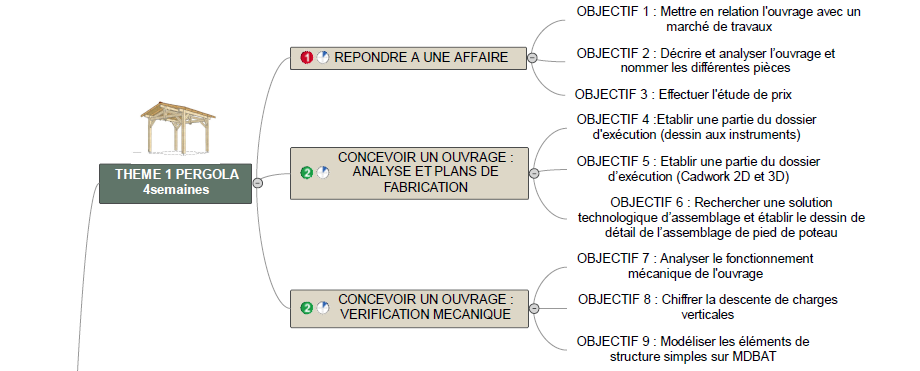 THEME 1 PERGOLA
4semaines
1 REPONDRE A UNE AFFAIRE
OBJECTIF 1 : Mettre en relation l'ouvrage avec un
marché de travaux
OBJECTIF 2 : Décrire et analyser l'ouvrage et
nommer les différentes pièces
OBJECTIF 3 : Effectuer l'étude de prix
2 CONCEVOIR UN OUVRAGE :
ANALYSE ET PLANS DE
FABRICATION
OBJECTIF 4 :Etablir une partie du dossier
d'exécution (dessin aux instruments)
OBJECTIF 5 : Etablir une partie du dossier
d'exécution (Cadwork 2D et 3D)
OBJECTIF 6 : Rechercher une solution
technologique d'assemblage et établir le dessin de
détail de l'assemblage de pied de poteau
2 CONCEVOIR UN OUVRAGE :
VERIFICATION MECANIQUE
OBJECTIF 7 : Analyser le fonctionnement
mécanique de l'ouvrage
OBJECTIF 8 : Chiffrer la descente de charges
verticales
OBJECTIF 9 : Modéliser les éléments de
structure simples sur MDBAT